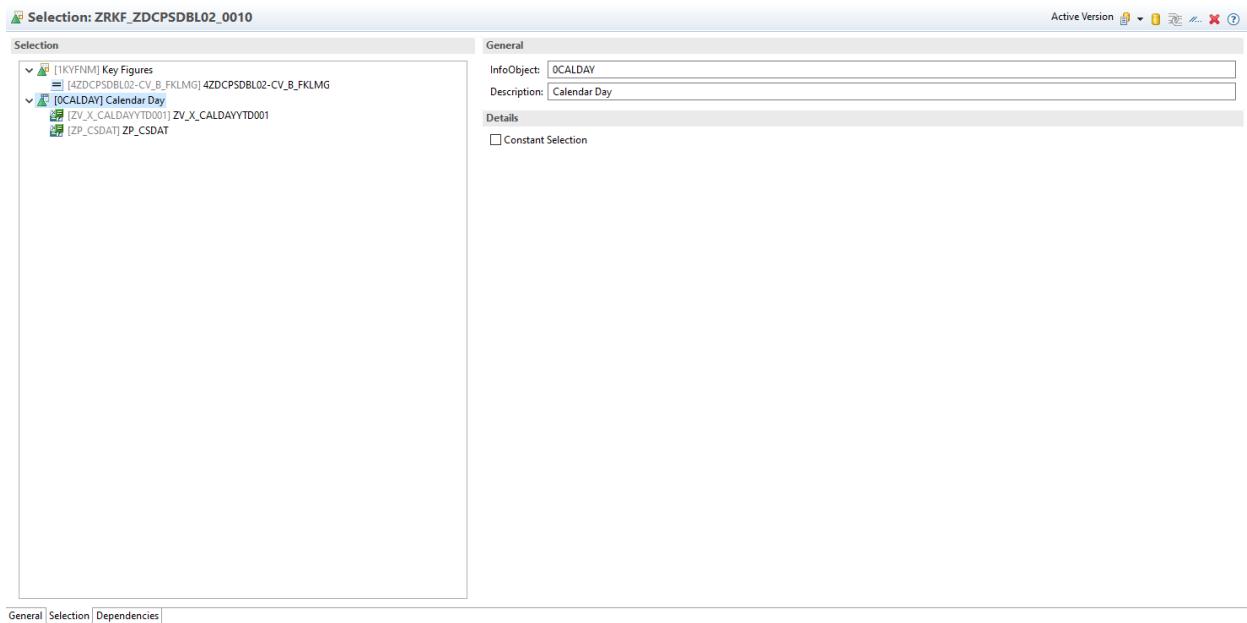 Selection: ZRKF_ZDCPSDBL02_0010
Active Version
Selection
[1KYFNM] Key Figures
[4ZDCPSDBL02-CV_B_FKLMG] 4ZDCPSDBL02-CV_B_FKLMG
[0CALDAY] Calendar Day
[ZV_X_CALDAYYTD001] ZV_X_CALDAYYTD001
[ZP_CSDAT] ZP_CSDAT
General
InfoObject: 0CALDAY
Description: Calendar Day
Details
Constant Selection
General Selection Dependencies